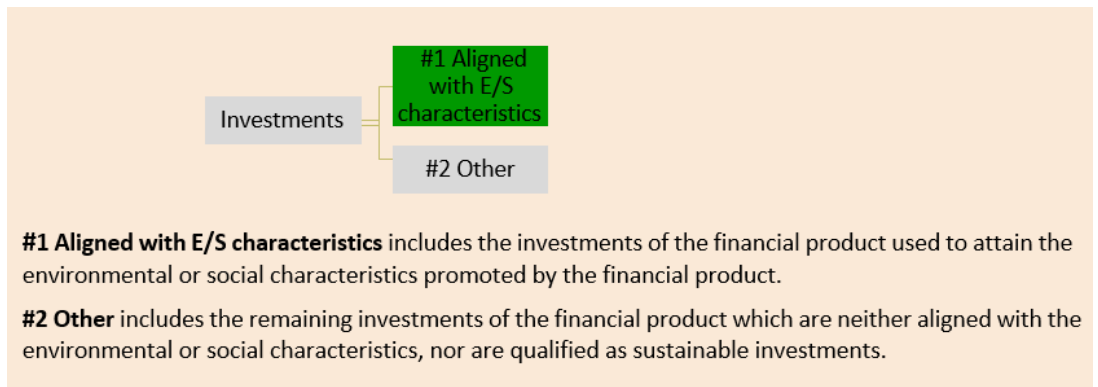 #1 Aligned
with E/S
characteristics
Investments
#2 Other
#1 Aligned with E/S characteristics includes the investments of the financial product used to attain the
environmental or social characteristics promoted by the financial product.
#2 Other includes the remaining investments of the financial product which are neither aligned with the
environmental or social characteristics, nor are qualified as sustainable investments.